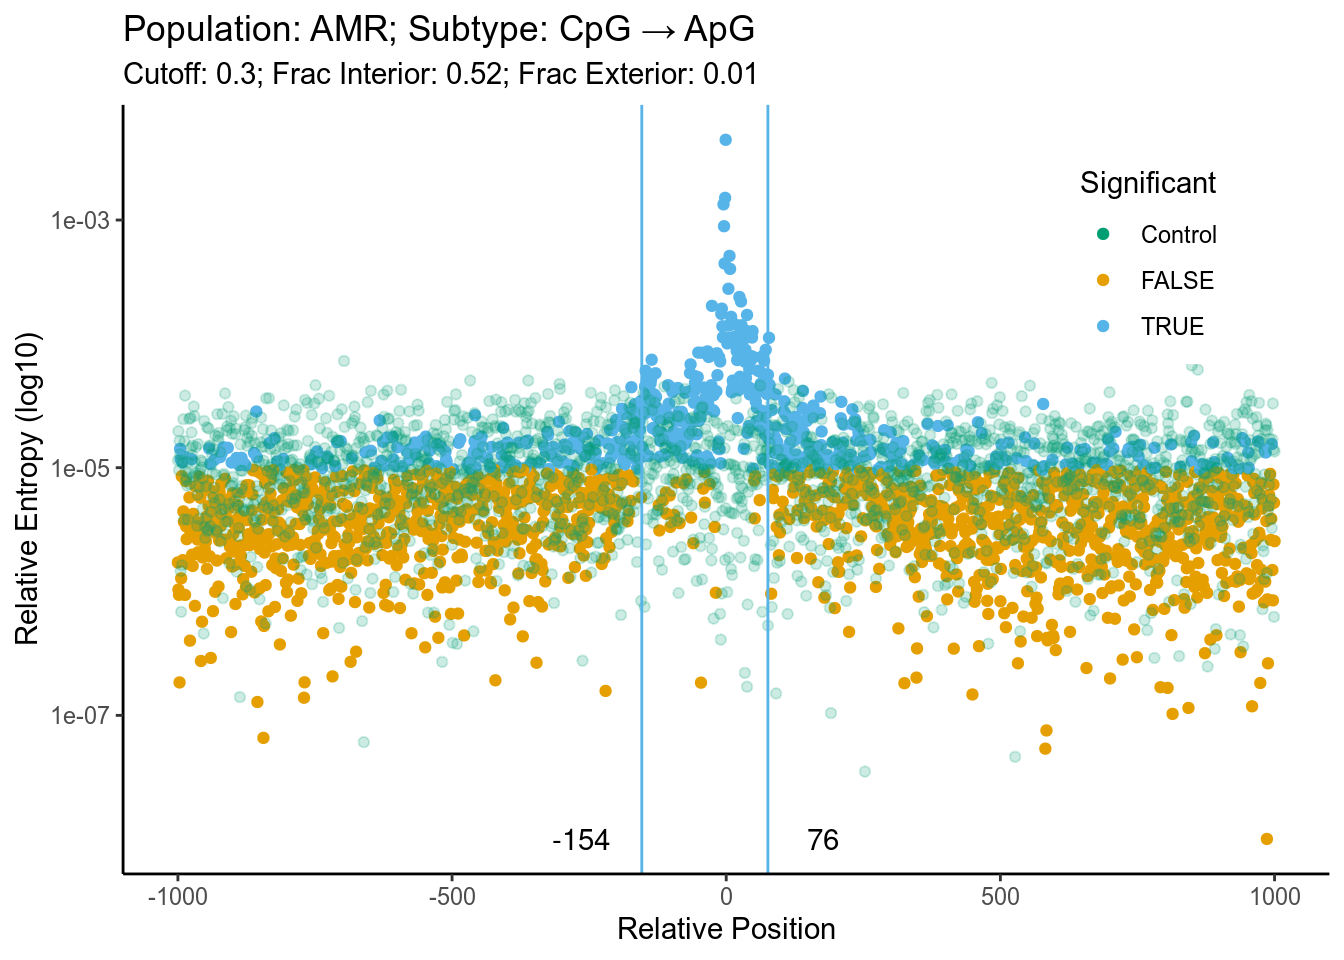 Population: AMR; Subtype: CpG → ApG
Cutoff: 0.3; Frac Interior: 0.52; Frac Exterior: 0.01
Significant
Control
FALSE
TRUE
1e-03
1e-05
1e-07
Relative Entropy (log10)
-154
76
-1000
-500
0
500
1000
Relative Position